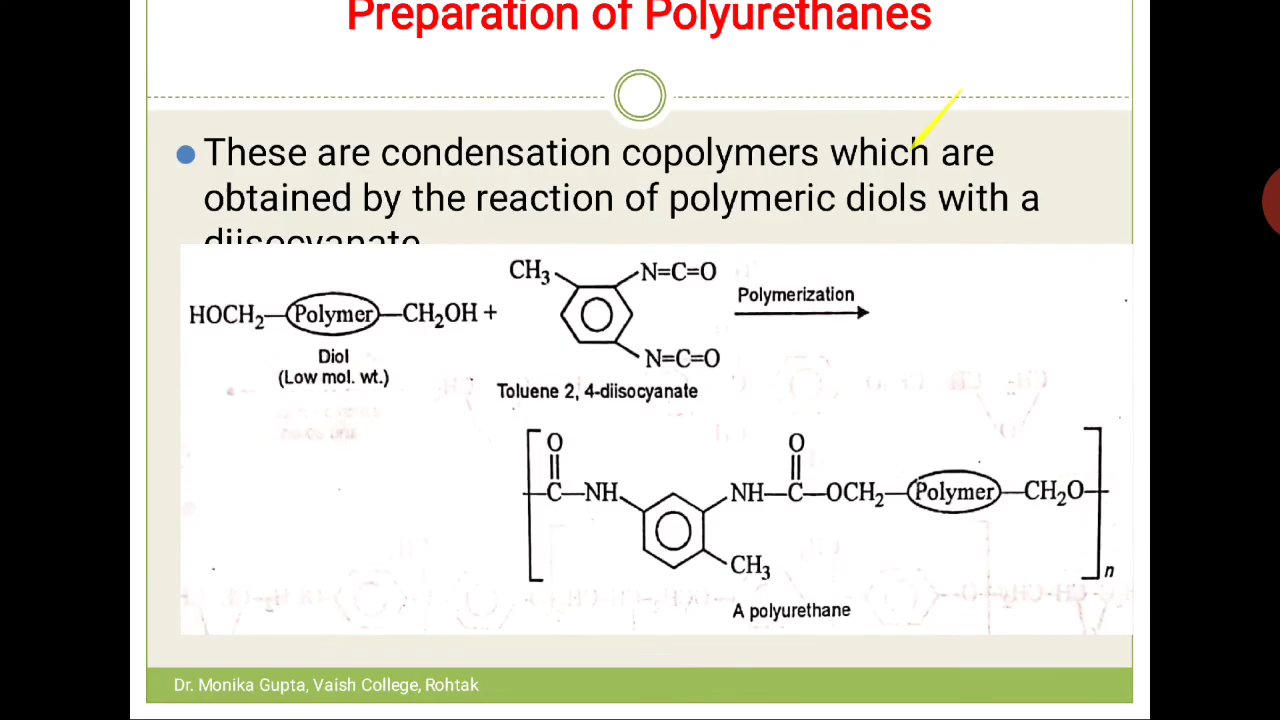 Preparation of Polyurethanes
These are condensation copolymers which are
obtained by the reaction of polymeric diols with a
diisocyanate
CH3 N=C=O
Polymerization
HOCH2—Polymer—CH2OH +
Diol
(Low mol. wt.)
N=C=O
Toluene 2, 4-diisocyanate
O O
—C—NH NH—C—OCH2—Polymer—CH2O—
CH3
n
A polyurethane
Dr. Monika Gupta, Vaish College, Rohtak